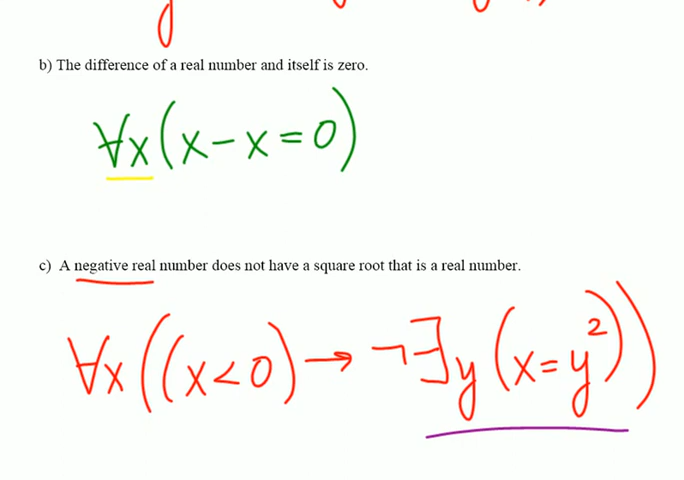 b) The difference of a real number and itself is zero.
∀x(x-x=0)
c) A negative real number does not have a square root that is a real number.
∀x((x<0)→¬∃y(x=y²))